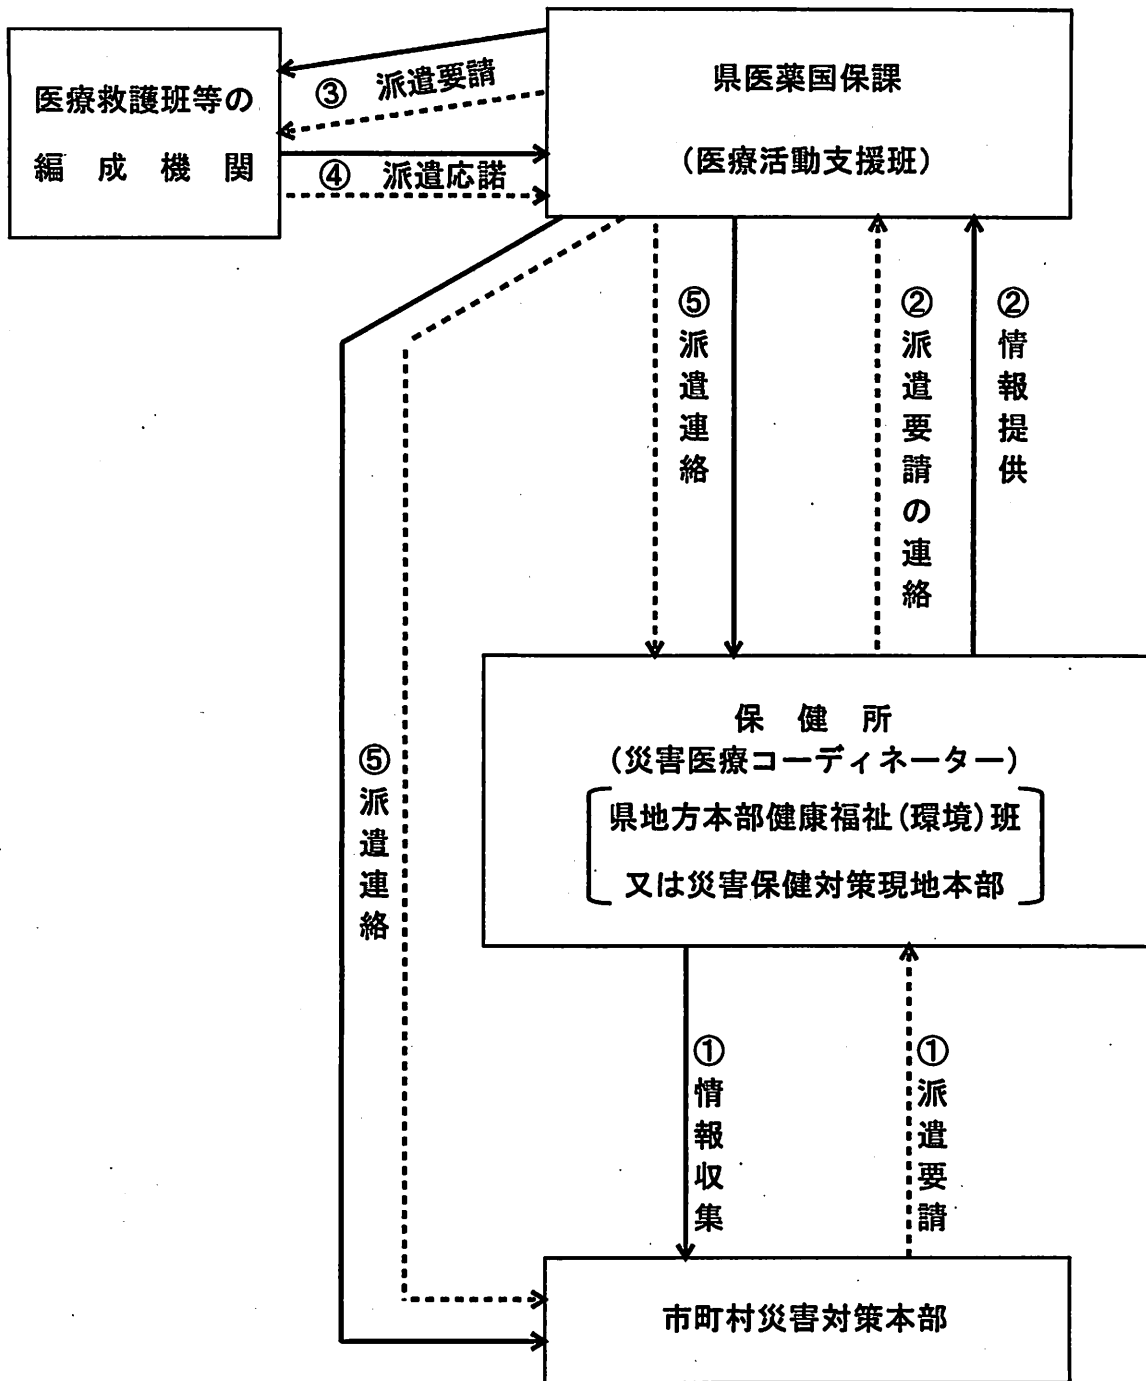 医療救護班等の
編成機関
県医薬国保課
（医療活動支援班）
③ 派遣要請
④ 派遣応諾
⑤派遣連絡
②派遣要請の連絡
②情報提供
⑤派遣連絡
保健所
（災害医療コーディネーター）
県地方本部健康福祉（環境）班
又は災害保健対策現地本部
①情報収集
①派遣要請
市町村災害対策本部